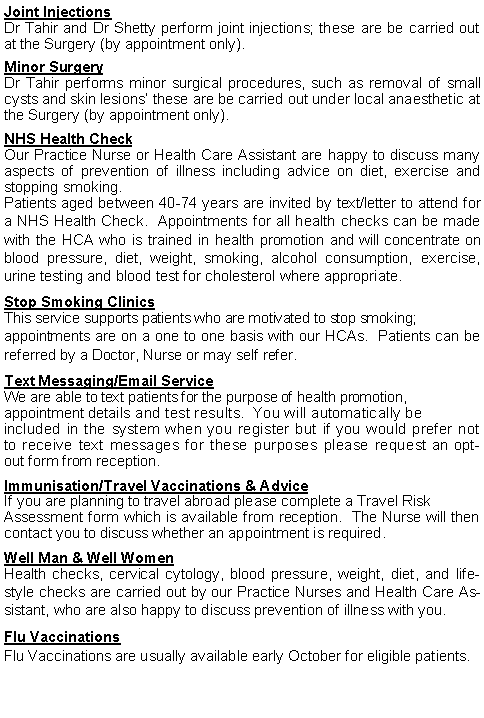 Joint Injections
Dr Tahir and Dr Shetty perform joint injections; these are be carried out
at the Surgery (by appointment only).
Minor Surgery
Dr Tahir performs minor surgical procedures, such as removal of small
cysts and skin lesions' these are be carried out under local anaesthetic at
the Surgery (by appointment only).
NHS Health Check
Our Practice Nurse or Health Care Assistant are happy to discuss many
aspects of prevention of illness including advice on diet, exercise and
stopping smoking.
Patients aged between 40-74 years are invited by text/letter to attend for
a NHS Health Check.  Appointments for all health checks can be made
with the HCA who is trained in health promotion and will concentrate on
blood pressure, diet, weight, smoking, alcohol consumption, exercise,
urine testing and blood test for cholesterol where appropriate.
Stop Smoking Clinics
This service supports patients who are motivated to stop smoking;
appointments are on a one to one basis with our HCAs.  Patients can be
referred by a Doctor, Nurse or may self refer.
Text Messaging/Email Service
We are able to text patients for the purpose of health promotion,
appointment details and test results.  You will automatically be
included in the system when you register but if you would prefer not
to receive text messages for these purposes please request an opt-
out form from reception.
Immunisation/Travel Vaccinations & Advice
If you are planning to travel abroad please complete a Travel Risk
Assessment form which is available from reception.  The Nurse will then
contact you to discuss whether an appointment is required.
Well Man & Well Women
Health checks, cervical cytology, blood pressure, weight, diet, and life-
style checks are carried out by our Practice Nurses and Health Care As-
sistant, who are also happy to discuss prevention of illness with you.
Flu Vaccinations
Flu Vaccinations are usually available early October for eligible patients.